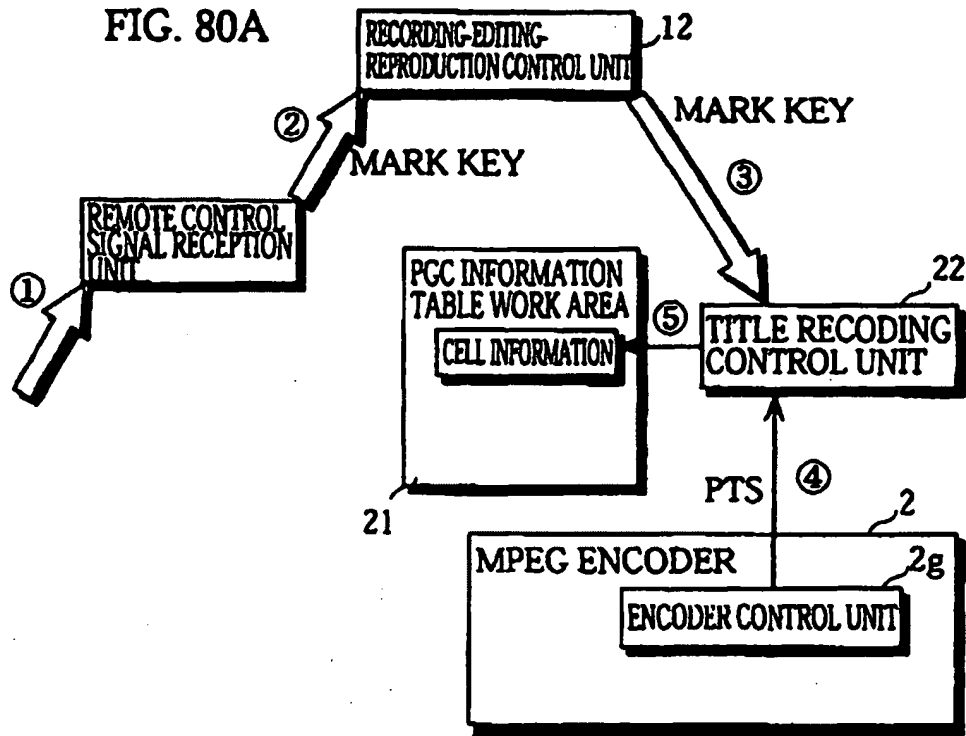 FIG. 80A
RECORDING-EDITING-
REPRODUCTION CONTROL UNIT
12
②
MARK KEY
MARK KEY
③
REMOTE CONTROL
SIGNAL RECEPTION
UNIT
①
PGC INFORMATION
TABLE WORK AREA
CELL INFORMATION
⑤
22
TITLE RECODING
CONTROL UNIT
21
PTS
④
2
MPEG ENCODER
2g
ENCODER CONTROL UNIT